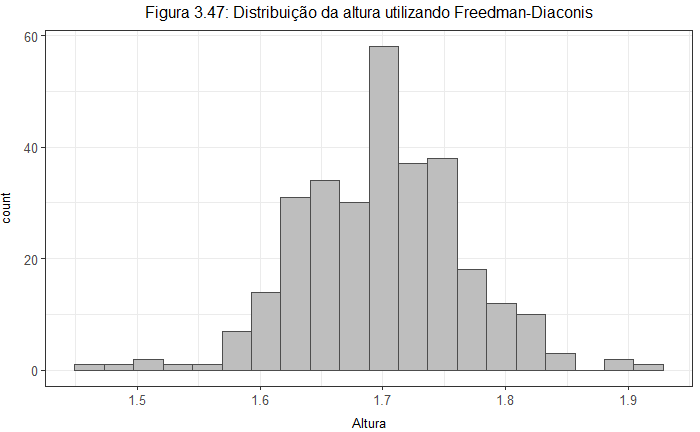 Figura 3.47: Distribuição da altura utilizando Freedman-Diaconis
60
40
20
0
count
1.5 1.6 1.7 1.8 1.9
Altura